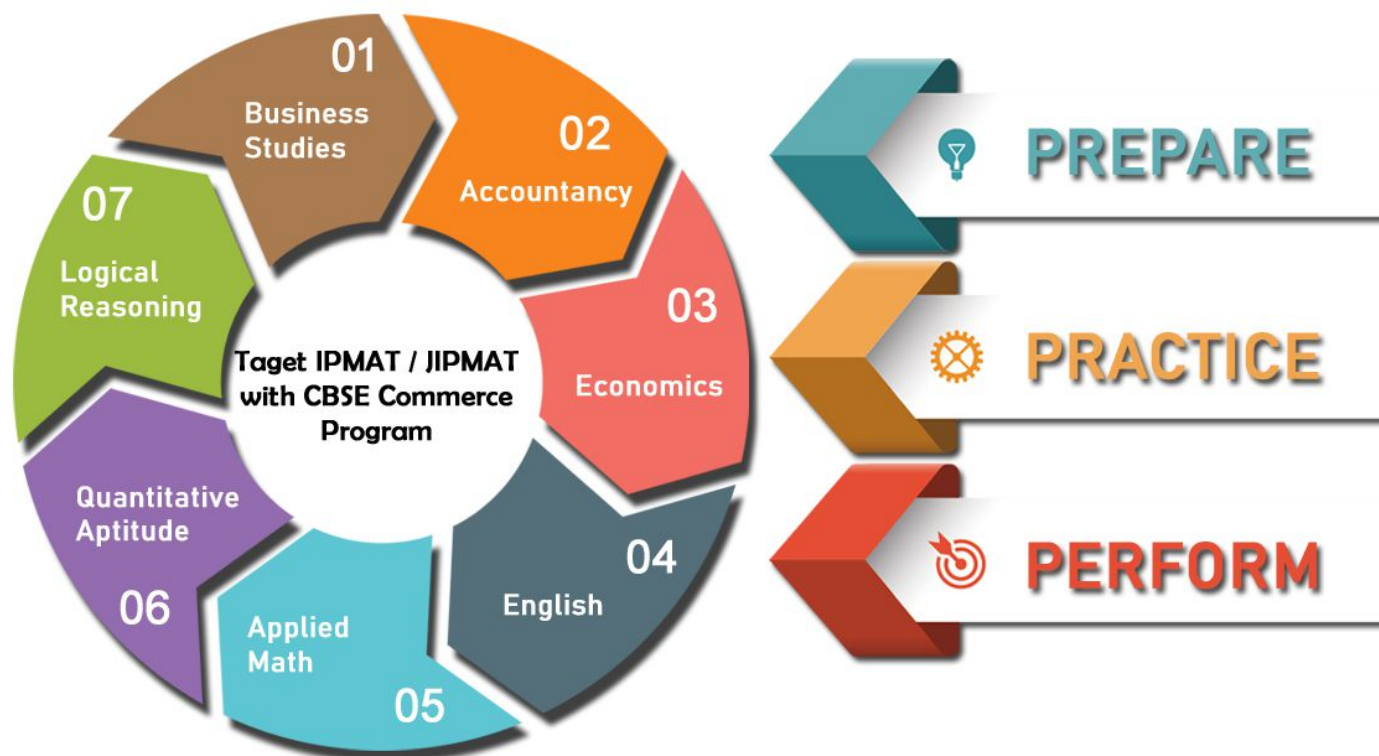 01
Business
Studies
02
Accountancy
03
Economics
04
English
05
Applied
Math
06
Quantitative
Aptitude
07
Logical
Reasoning
Taget IPMAT / JIPMAT
with CBSE Commerce
Program
PREPARE
PRACTICE
PERFORM